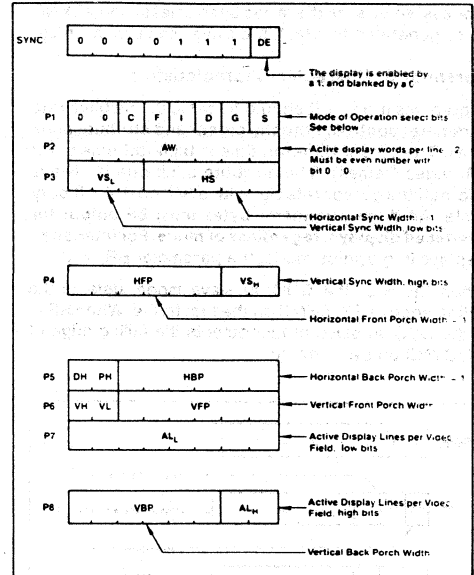 SYNC 0 0 0 0 1 1 1 DE
The display is enabled by
a 1; and blanked by a 0
P1 0 0 C F I D G S
Mode of Operation select bits
See below
P2 AW
Active display words per line - 2
Must be even number with
bit 0 0
P3 VSL HS
Horizontal Sync Width - 1
Vertical Sync Width, low bits
P4 HFP VSH
Vertical Sync Width, high bits
Horizontal Front Porch Width - 1
P5 DH PH HBP
Horizontal Back Porch Width - 1
P6 VH VL VFP
Vertical Front Porch Width
P7 ALL
Active Display Lines per Video
Field, low bits
P8 VBP ALH
Active Display Lines per Video
Field, high bits
Vertical Back Porch Width